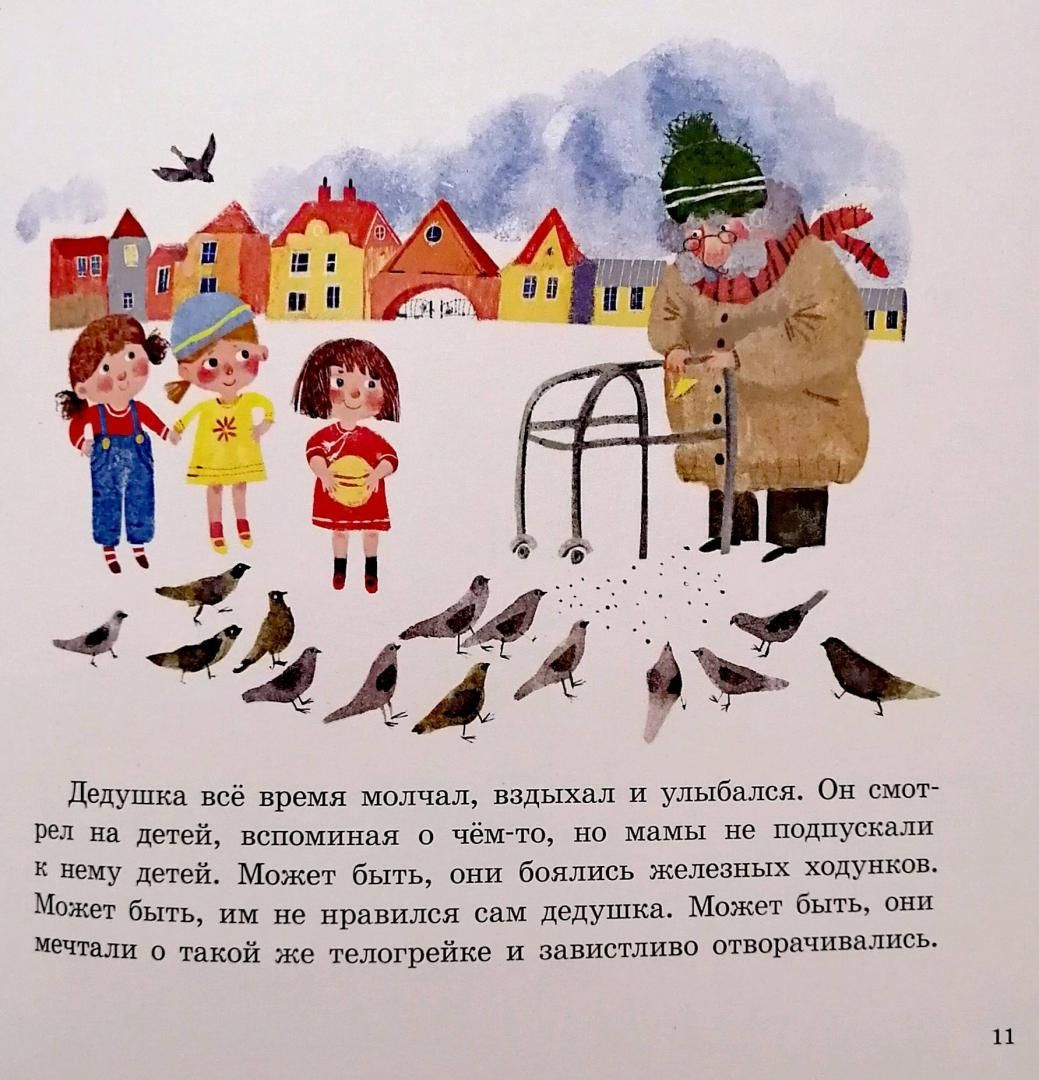 Дедушка всё время молчал, вздыхал и улыбался. Он смот-
рел на детей, вспоминая о чём-то, но мамы не подпускали
к нему детей. Может быть, они боялись железных ходунков.
Может быть, им не нравился сам дедушка. Может быть, они
мечтали о такой же телогрейке и завистливо отворачивались.
11